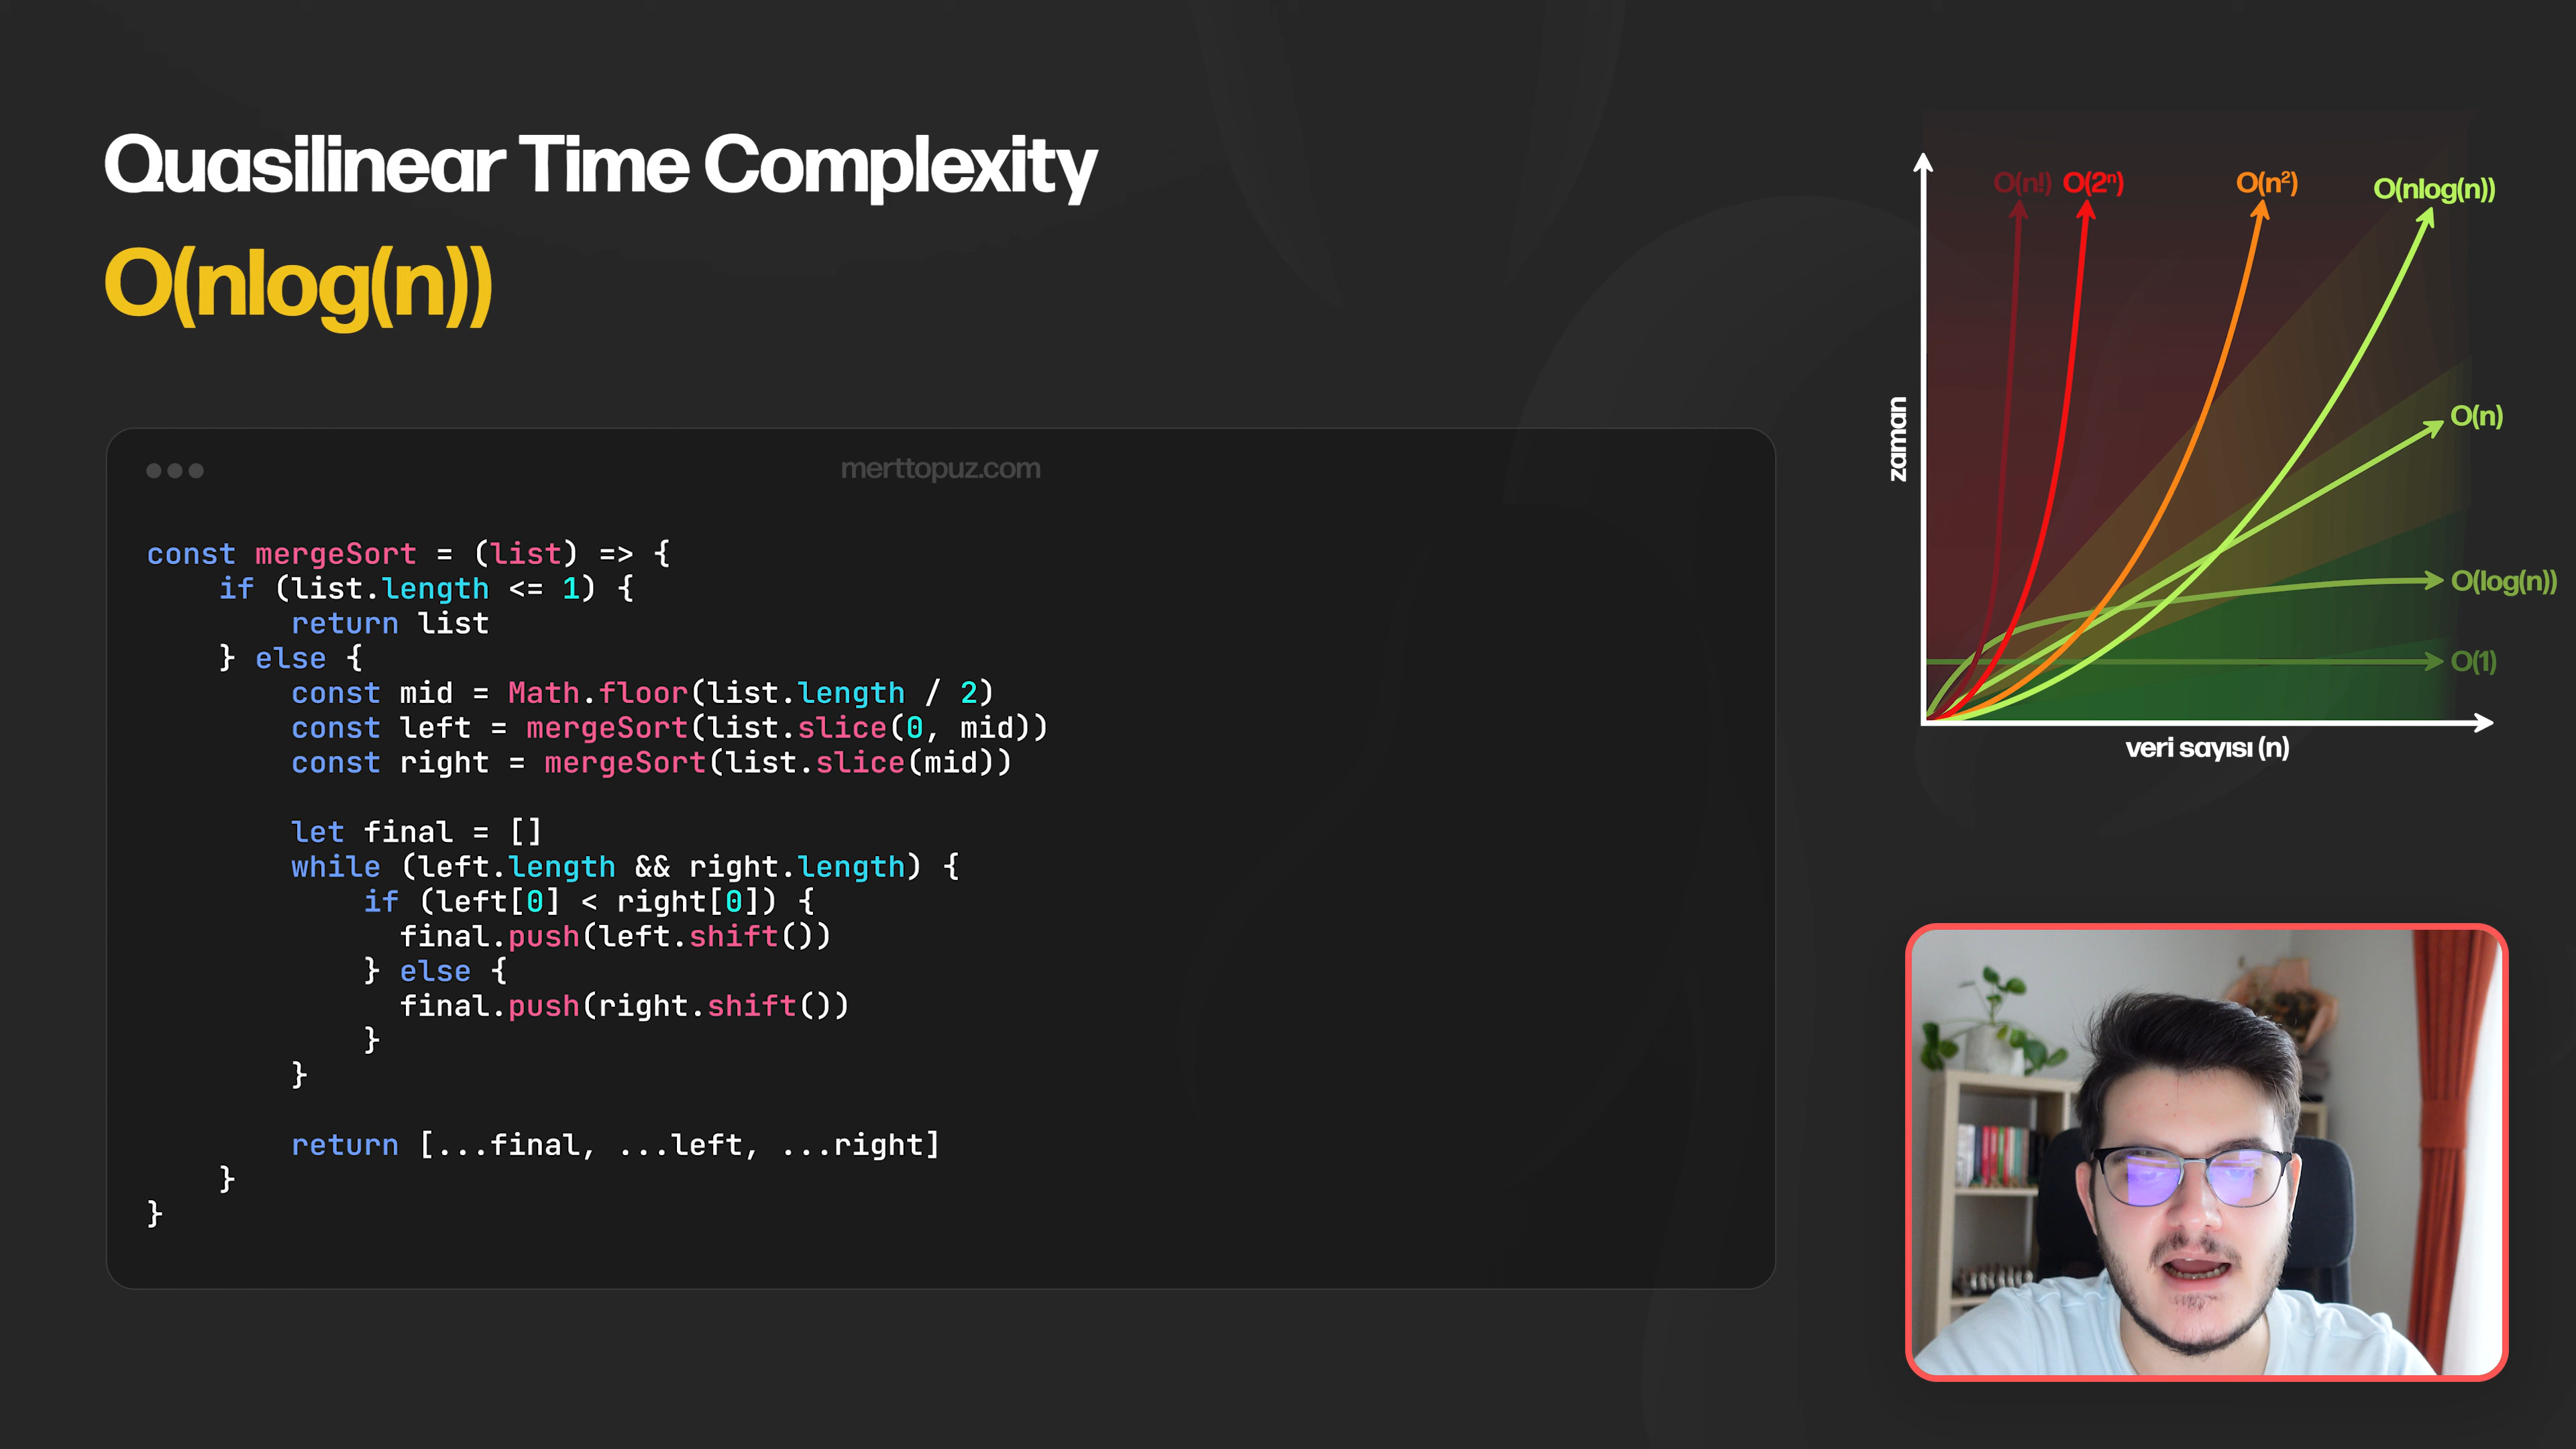 Quasilinear Time Complexity
O(nlog(n))
merttopuz.com
const mergeSort = (list) => {
    if (list.length <= 1) {
        return list
    } else {
        const mid = Math.floor(list.length / 2)
        const left = mergeSort(list.slice(0, mid))
        const right = mergeSort(list.slice(mid))

        let final = []
        while (left.length && right.length) {
            if (left[0] < right[0]) {
              final.push(left.shift())
            } else {
              final.push(right.shift())
            }
        }

        return [...final, ...left, ...right]
    }
}
O(n!) O(2ⁿ) O(n²) O(nlog(n))
O(n)
O(log(n))
O(1)
zaman
veri sayısı (n)